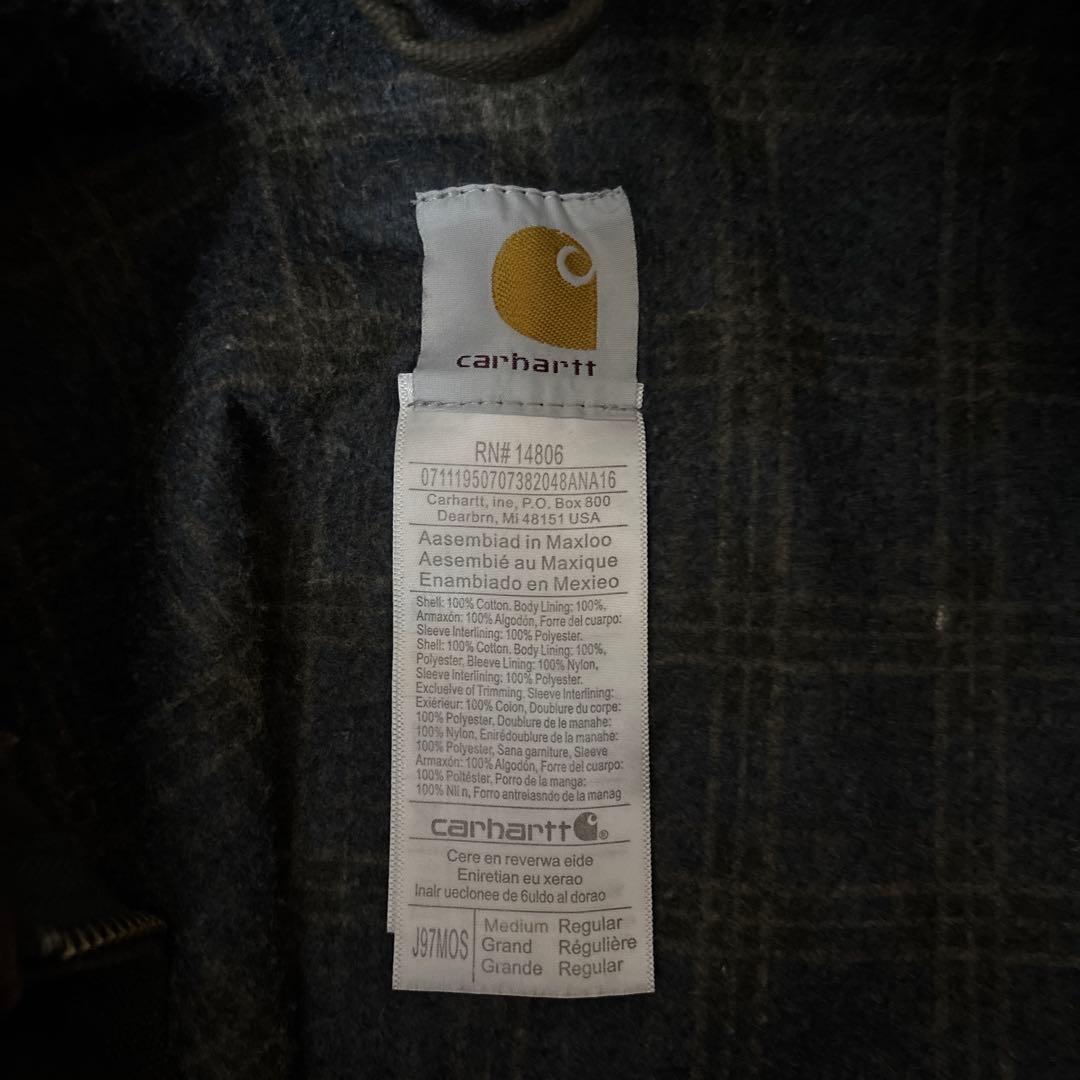 carhartt
RN# 14806
07111950707382048ANA16
Carhartt, ine, P.O. Box 800
Dearbrn, Mi 48151 USA
Aasembiad in Maxloo
Aesembié au Maxique
Enambiado en Mexieo
Shell: 100% Cotton. Body Lining: 100%,
Armaxón: 100% Algodón, Forre del cuarpo:
Sleeve Interlining: 100% Polyester.
Shell: 100% Cotton. Body Lining: 100%,
Polyester, Bleeve Lining: 100% Nylon,
Sleeve Interlining: 100% Polyester.
Exclusive of Trimming, Sleeve Interlining:
Exiérieur: 100% Colon, Doublure du corpe:
100% Polyester, Doublure de le manahe:
100% Nylon, Enirédoublure de la manahe:
100% Polyester, Sana garniture, Sleeve
Armaxón: 100% Algodón, Forre del cuarpo:
100% Poltéster, Porro de la manga:
100% Nli n, Forro antreiasndo de la manag
carhartt®
Cere en reverwa eide
Eniretian eu xerao
Inalr ueclonee de 6uldo al dorao
J97MOS
Medium Regular
Grand Régulière
Grande Regular